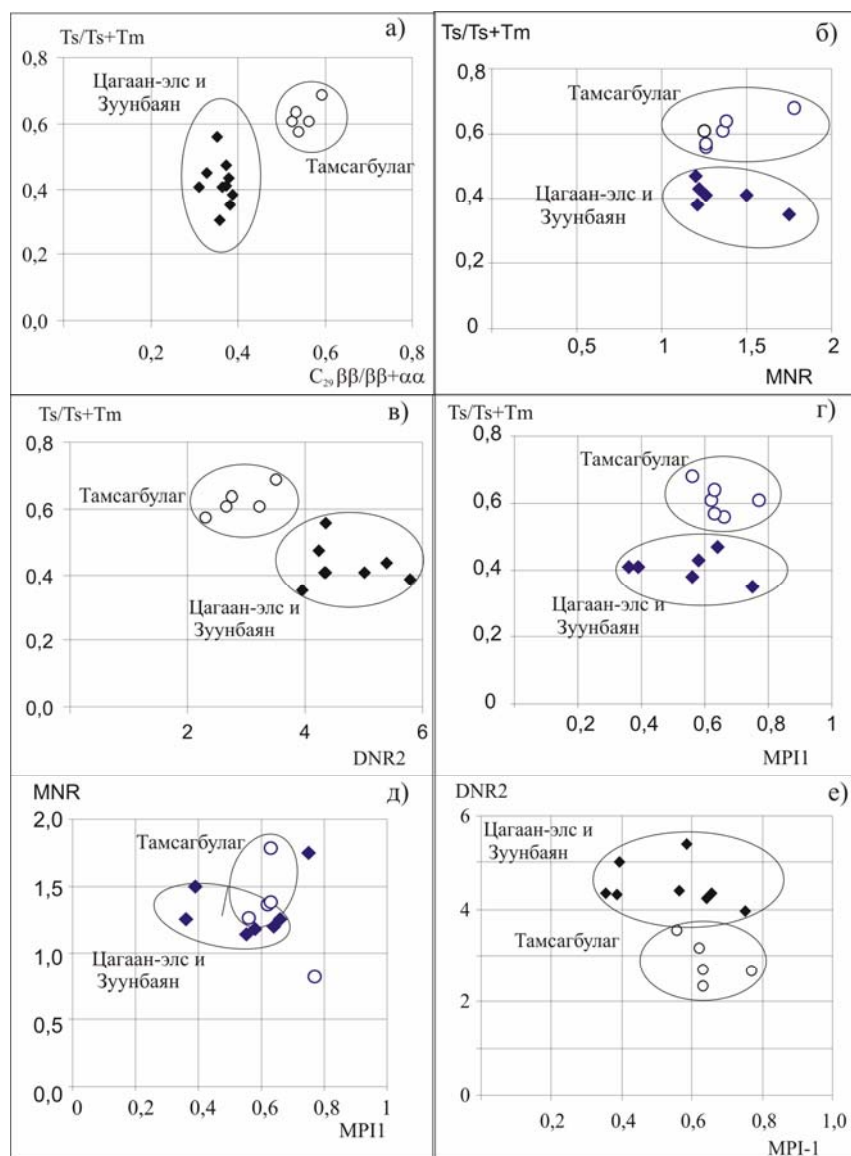 Ts/Ts+Tm
а)
0,8
0,6
0,4
0,2
0,0
Цагаан-элс и
Зуунбаян
Тамсагбулаг
0,2
0,4
0,6
0,8
C₂₉ ββ/ββ+αα
Ts/Ts+Tm
б)
0,8
0,6
0,4
0,2
0
Тамсагбулаг
Цагаан-элс и
Зуунбаян
0,5
1
1,5
2
MNR
Ts/Ts+Tm
в)
0,8
0,6
0,4
0,2
0,0
Тамсагбулаг
Цагаан-элс и
Зуунбаян
2
4
6
DNR2
Ts/Ts+Tm
г)
0,8
0,6
0,4
0,2
0
Тамсагбулаг
Цагаан-элс и
Зуунбаян
0,2
0,4
0,6
0,8
1
MPI1
MNR
д)
2,0
1,5
1,0
0,5
0,0
Тамсагбулаг
Цагаан-элс и
Зуунбаян
0
0,2
0,4
0,6
0,8
1
MPI1
DNR2
е)
6
4
2
0
Цагаан-элс и
Зуунбаян
Тамсагбулаг
0,2
0,4
0,6
0,8
1,0
MPI-1